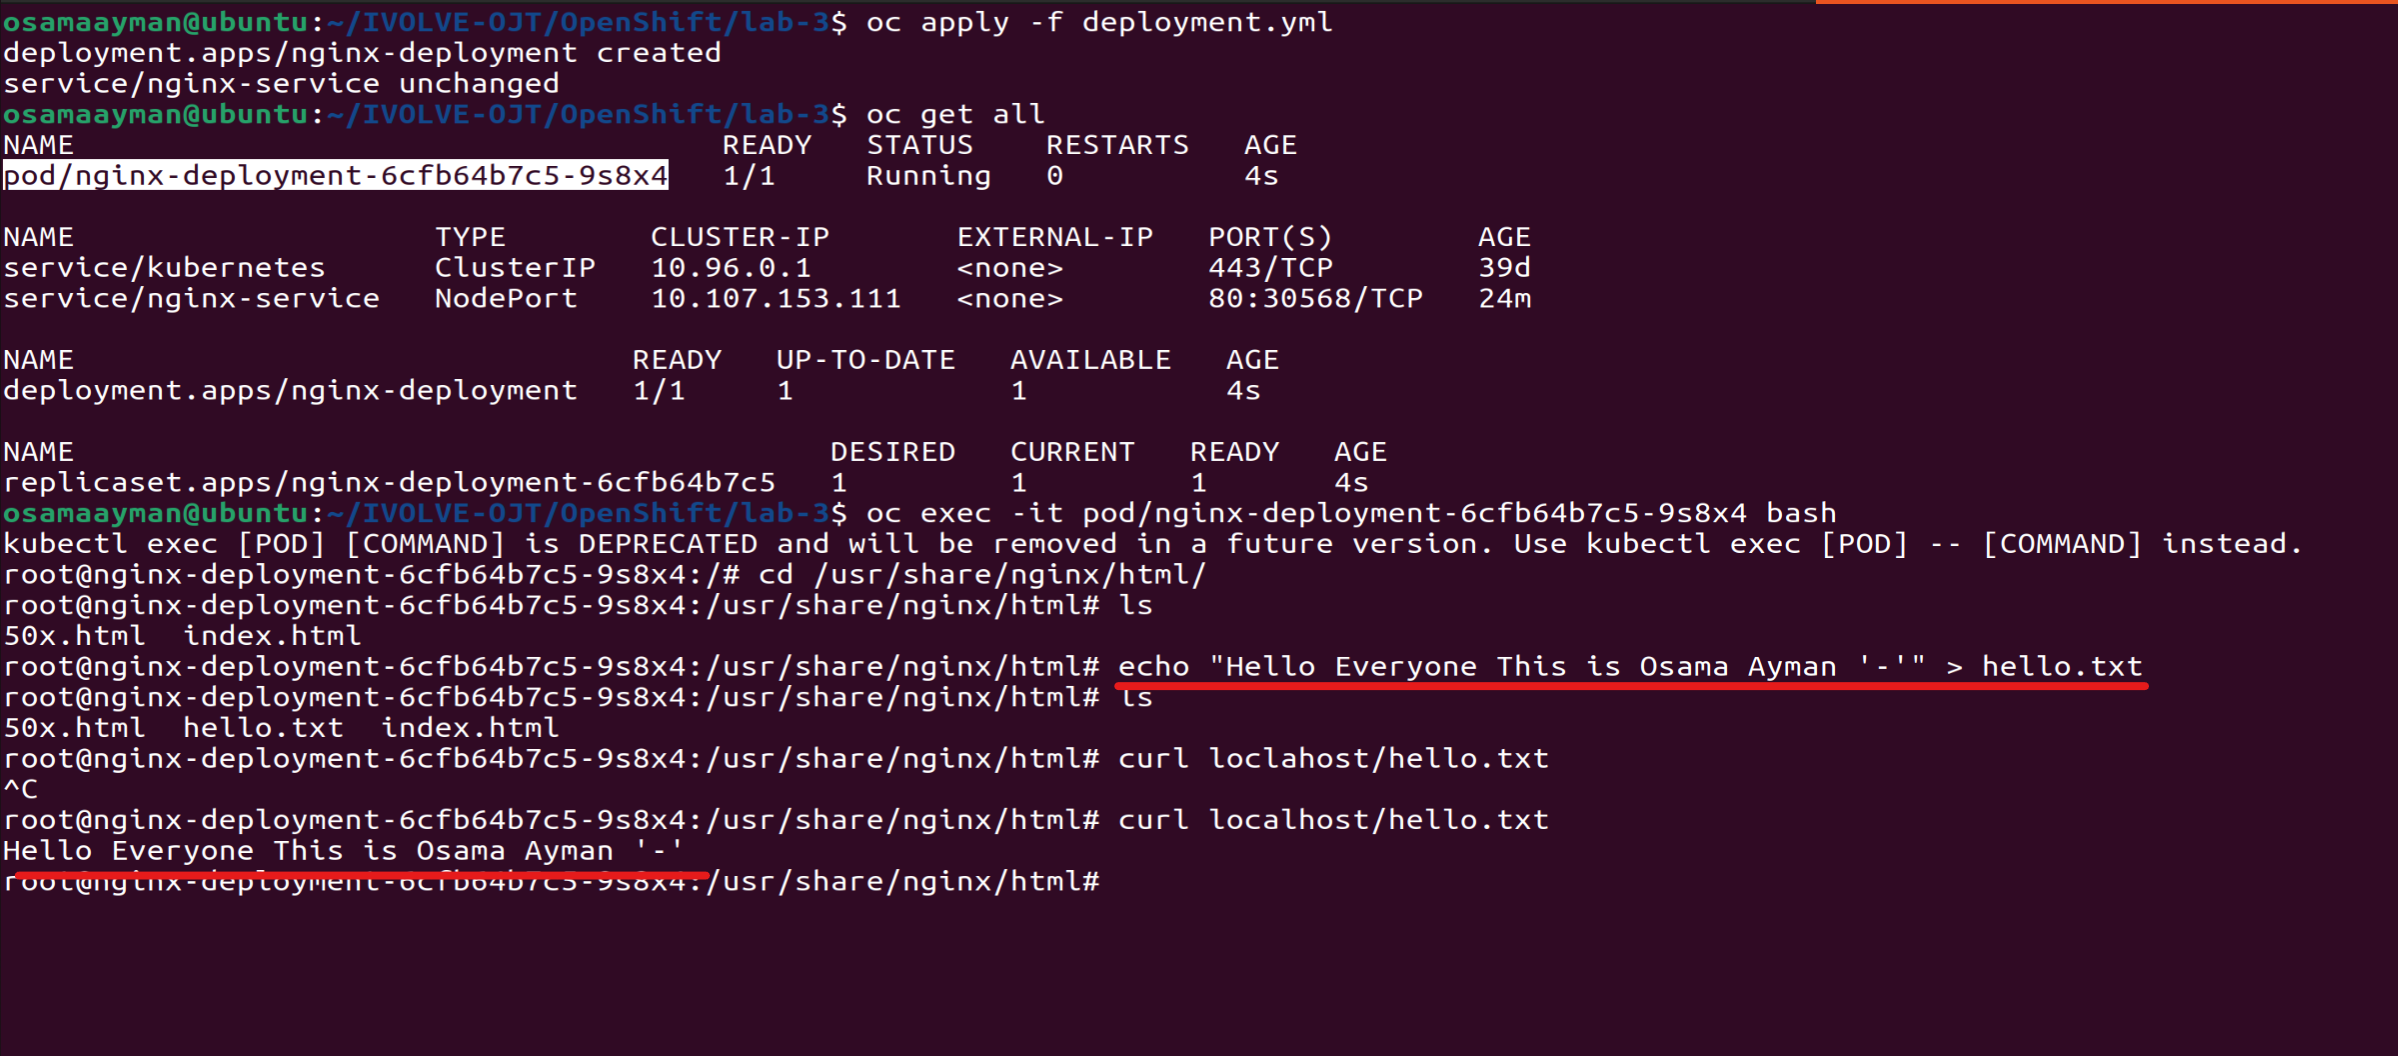 osamaayman@ubuntu:~/IVOLVE-OJT/OpenShift/lab-3$ oc apply -f deployment.yml
deployment.apps/nginx-deployment created
service/nginx-service unchanged
osamaayman@ubuntu:~/IVOLVE-OJT/OpenShift/lab-3$ oc get all
NAME                                    READY   STATUS    RESTARTS   AGE
pod/nginx-deployment-6cfb64b7c5-9s8x4   1/1     Running   0          4s

NAME                    TYPE        CLUSTER-IP       EXTERNAL-IP   PORT(S)        AGE
service/kubernetes      ClusterIP   10.96.0.1        <none>        443/TCP        39d
service/nginx-service   NodePort    10.107.153.111   <none>        80:30568/TCP   24m

NAME                               READY   UP-TO-DATE   AVAILABLE   AGE
deployment.apps/nginx-deployment   1/1     1            1           4s

NAME                                          DESIRED   CURRENT   READY   AGE
replicaset.apps/nginx-deployment-6cfb64b7c5   1         1         1       4s
osamaayman@ubuntu:~/IVOLVE-OJT/OpenShift/lab-3$ oc exec -it pod/nginx-deployment-6cfb64b7c5-9s8x4 bash
kubectl exec [POD] [COMMAND] is DEPRECATED and will be removed in a future version. Use kubectl exec [POD] -- [COMMAND] instead.
root@nginx-deployment-6cfb64b7c5-9s8x4:/# cd /usr/share/nginx/html/
root@nginx-deployment-6cfb64b7c5-9s8x4:/usr/share/nginx/html# ls
50x.html  index.html
root@nginx-deployment-6cfb64b7c5-9s8x4:/usr/share/nginx/html# echo "Hello Everyone This is Osama Ayman '-'" > hello.txt
root@nginx-deployment-6cfb64b7c5-9s8x4:/usr/share/nginx/html# ls
50x.html  hello.txt  index.html
root@nginx-deployment-6cfb64b7c5-9s8x4:/usr/share/nginx/html# curl loclahost/hello.txt
^C
root@nginx-deployment-6cfb64b7c5-9s8x4:/usr/share/nginx/html# curl localhost/hello.txt
Hello Everyone This is Osama Ayman '-'
root@nginx-deployment-6cfb64b7c5-9s8x4:/usr/share/nginx/html#